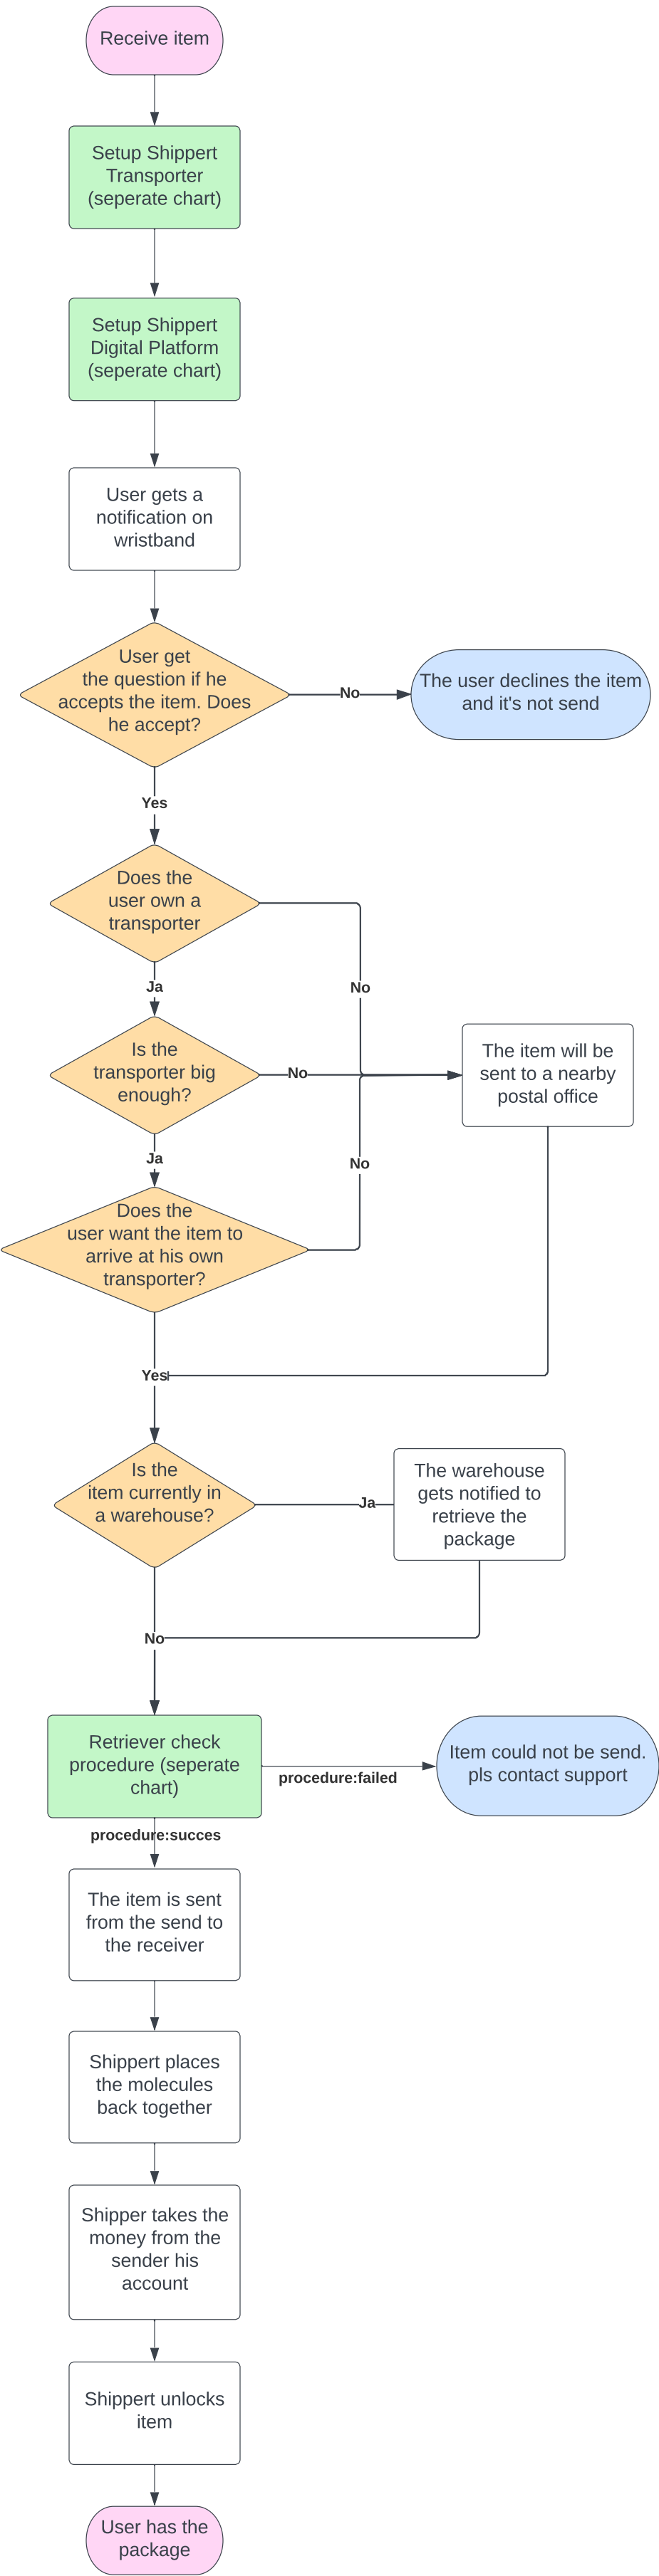 Receive item
Setup Shippert
Transporter
(seperate chart)
Setup Shippert
Digital Platform
(seperate chart)
User gets a
notification on
wristband
User get
the question if he
accepts the item. Does
he accept?
No
The user declines the item
and it's not send
Yes
Does the
user own a
transporter
No
Ja
Is the
transporter big
enough?
No
The item will be
sent to a nearby
postal office
Ja
No
Does the
user want the item to
arrive at his own
transporter?
Yes
Is the
item currently in
a warehouse?
Ja
The warehouse
gets notified to
retrieve the
package
No
Retriever check
procedure (seperate
chart)
procedure:failed
Item could not be send.
pls contact support
procedure:succes
The item is sent
from the send to
the receiver
Shippert places
the molecules
back together
Shipper takes the
money from the
sender his
account
Shippert unlocks
item
User has the
package